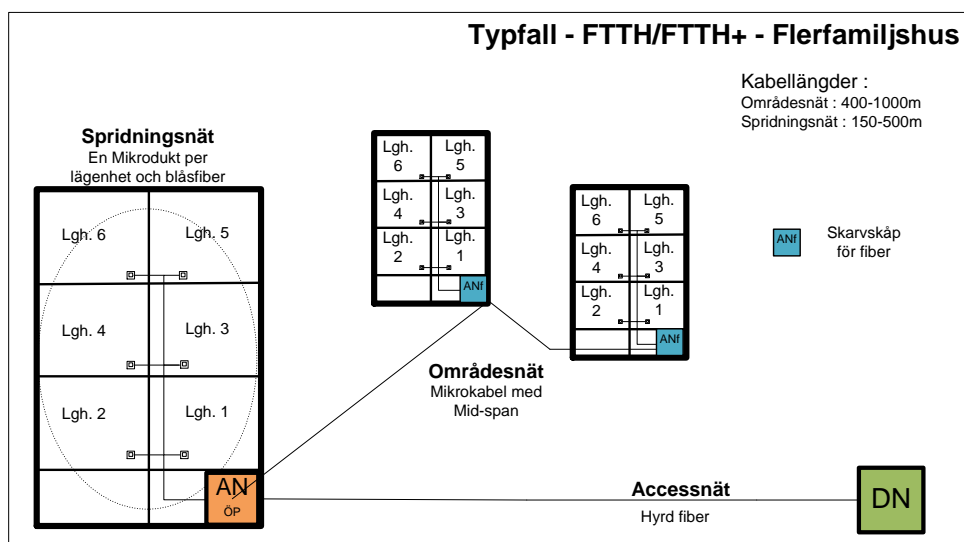 Typfall - FTTH/FTTH+ - Flerfamiljshus
Kabellängder :
Områdesnät : 400-1000m
Spridningsnät : 150-500m
Spridningsnät
En Mikrodukt per
lägenhet och blåsfiber
Lgh. 6
Lgh. 5
Lgh. 4
Lgh. 3
Lgh. 2
Lgh. 1
AN
ÖP
Lgh.
6
Lgh.
5
Lgh.
4
Lgh.
3
Lgh.
2
Lgh.
1
ANf
Lgh.
6
Lgh.
5
Lgh.
4
Lgh.
3
Lgh.
2
Lgh.
1
ANf
ANf
Skarvskåp
för fiber
Områdesnät
Mikrokabel med
Mid-span
Accessnät
Hyrd fiber
DN